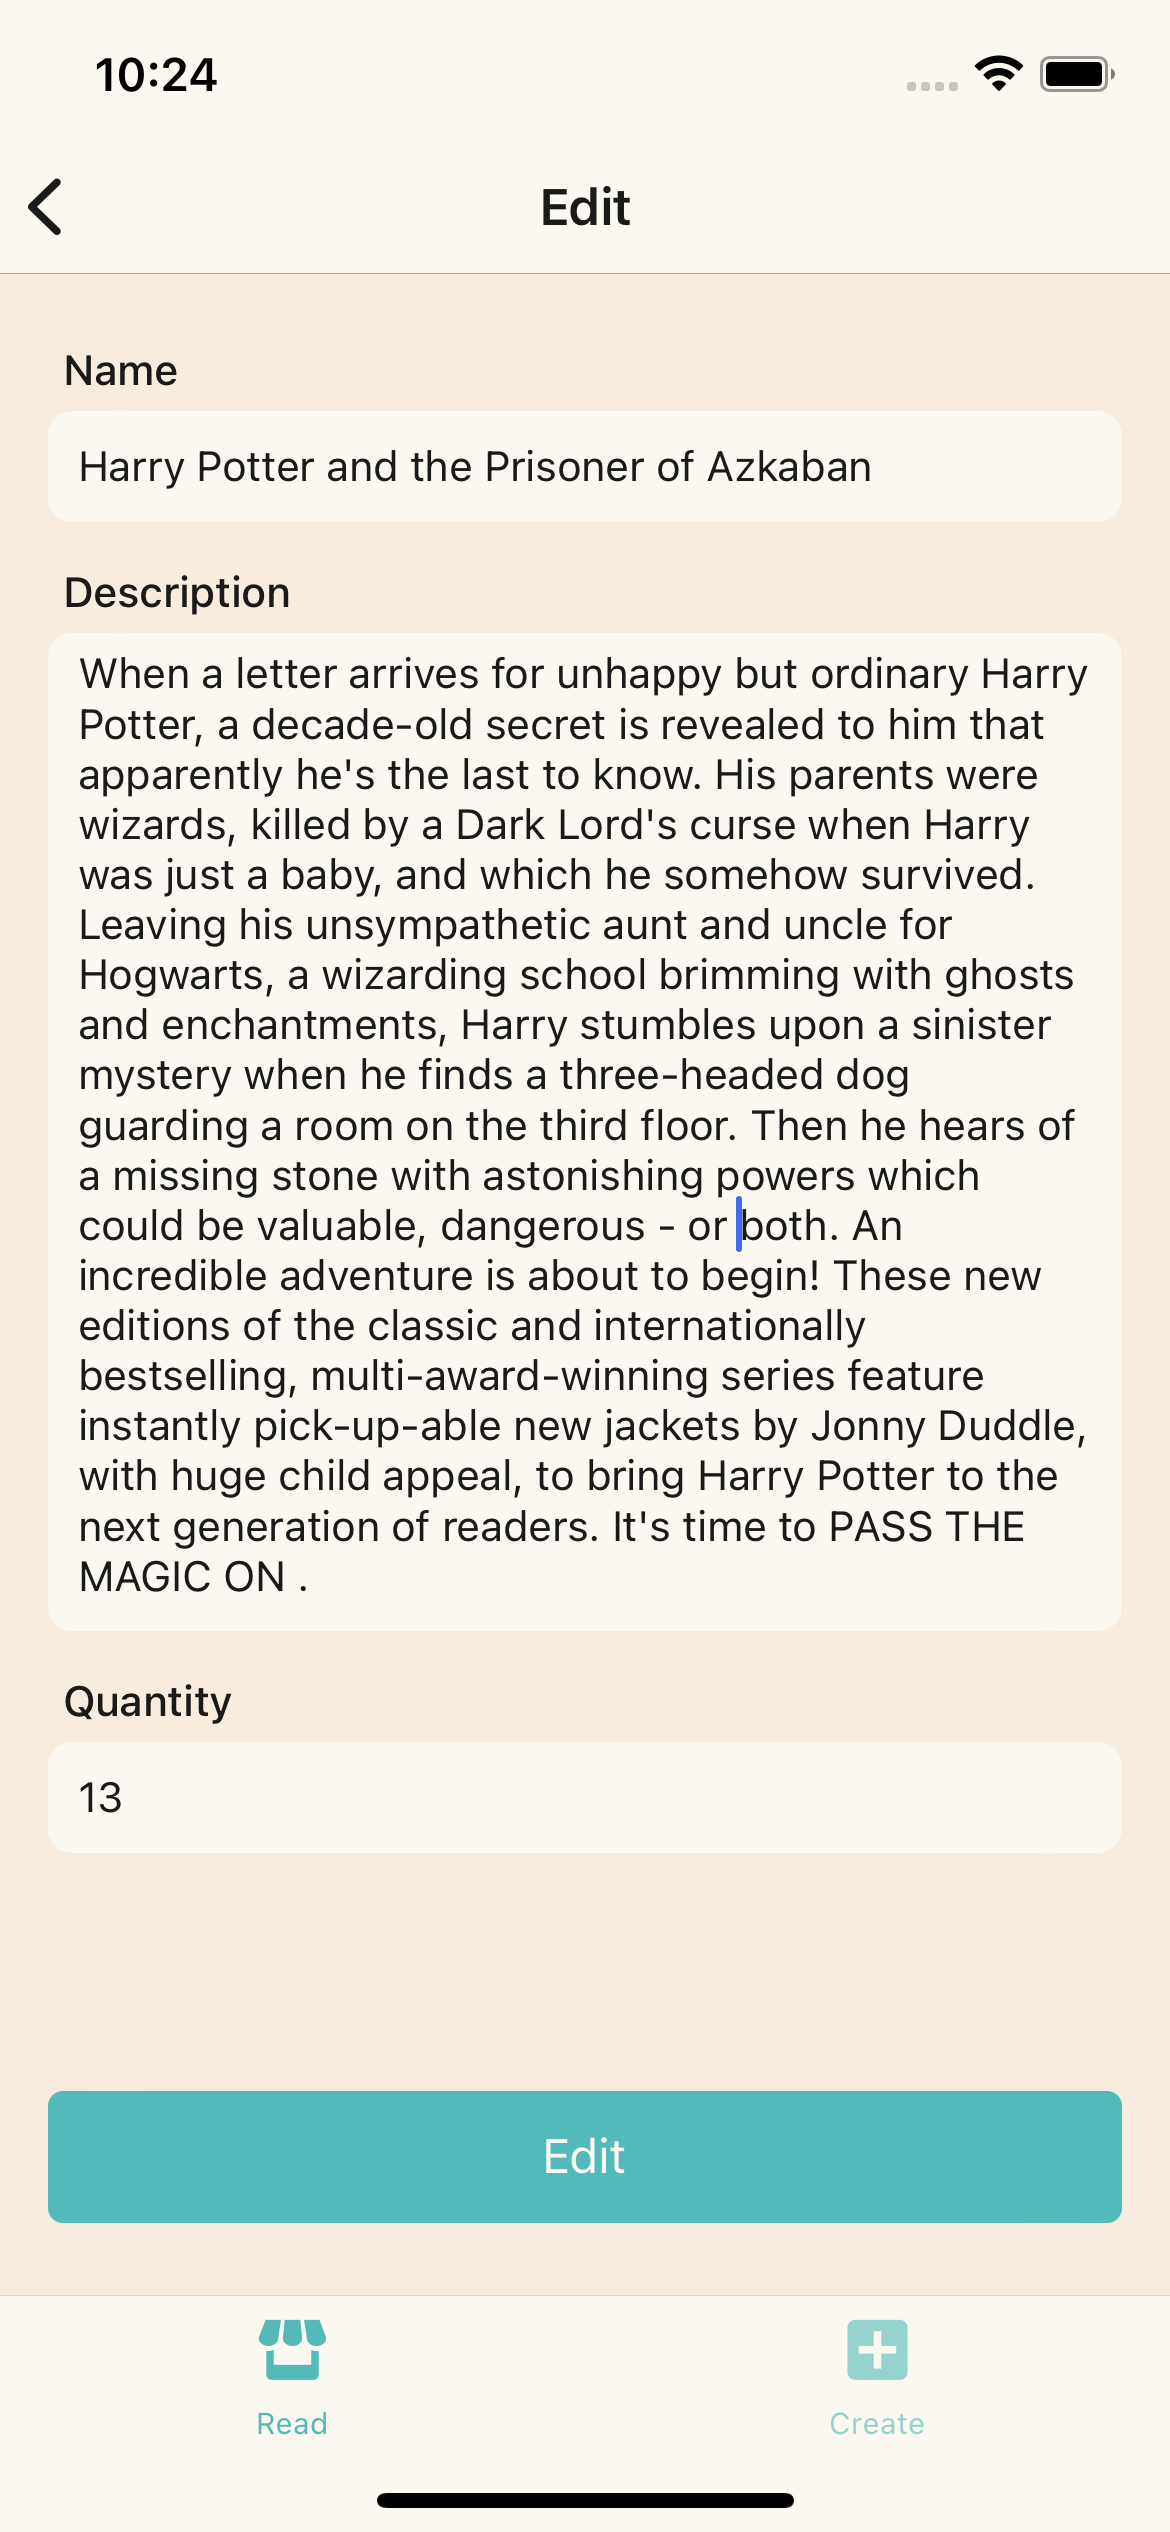 10:24
Edit
Name
Harry Potter and the Prisoner of Azkaban
Description
When a letter arrives for unhappy but ordinary Harry
Potter, a decade-old secret is revealed to him that
apparently he's the last to know. His parents were
wizards, killed by a Dark Lord's curse when Harry
was just a baby, and which he somehow survived.
Leaving his unsympathetic aunt and uncle for
Hogwarts, a wizarding school brimming with ghosts
and enchantments, Harry stumbles upon a sinister
mystery when he finds a three-headed dog
guarding a room on the third floor. Then he hears of
a missing stone with astonishing powers which
could be valuable, dangerous - or both. An
incredible adventure is about to begin! These new
editions of the classic and internationally
bestselling, multi-award-winning series feature
instantly pick-up-able new jackets by Jonny Duddle,
with huge child appeal, to bring Harry Potter to the
next generation of readers. It's time to PASS THE
MAGIC ON .
Quantity
13
Edit
Read
Create